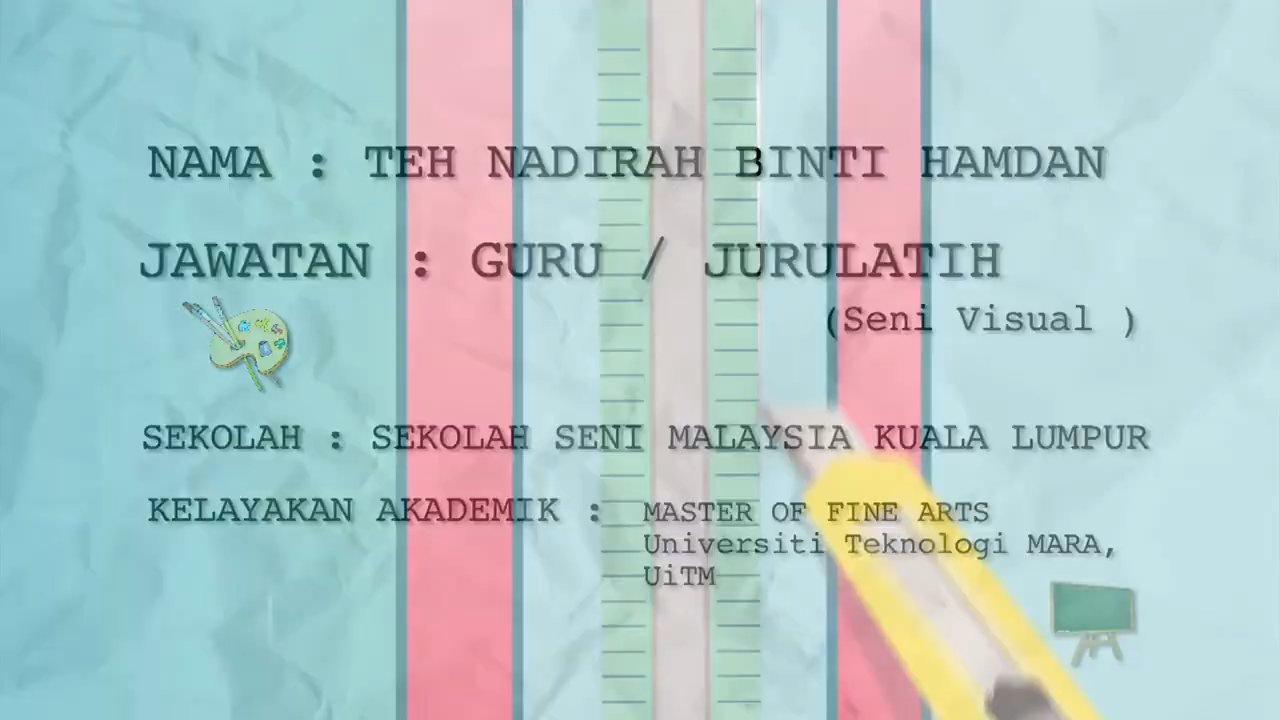 NAMA : TEH NADIRAH BINTI HAMDAN
JAWATAN : GURU / JURULATIH
(Seni Visual )
SEKOLAH : SEKOLAH SENI MALAYSIA KUALA LUMPUR
KELAYAKAN AKADEMIK : MASTER OF FINE ARTS
Universiti Teknologi MARA,
UiTM